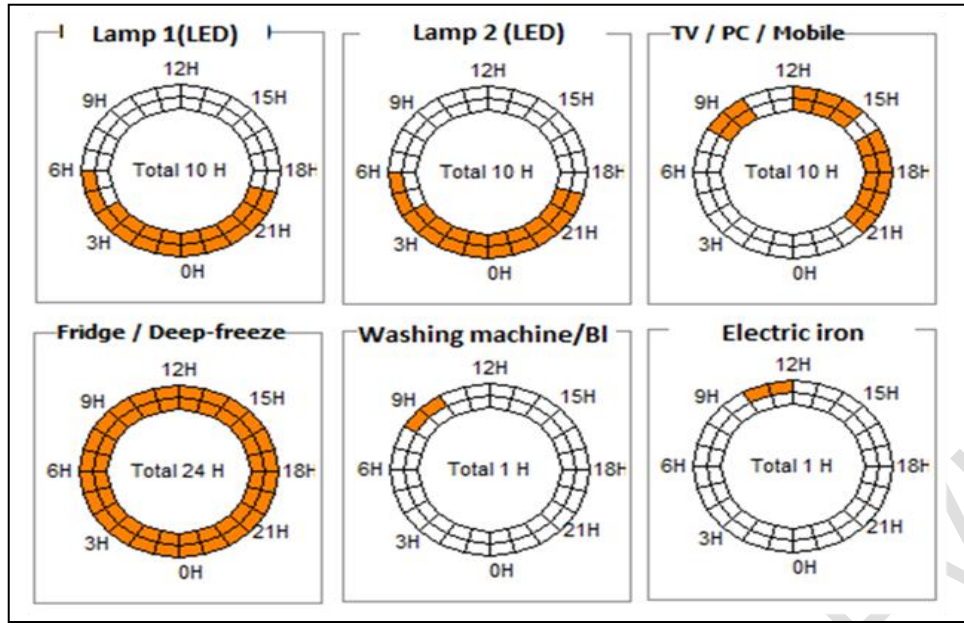 Lamp 1(LED)
12H
9H
15H
6H
Total 10 H
18H
3H
21H
0H
Lamp 2 (LED)
12H
9H
15H
6H
Total 10 H
18H
3H
21H
0H
TV / PC / Mobile
12H
9H
15H
6H
Total 10 H
18H
3H
21H
0H
Fridge / Deep-freeze
12H
9H
15H
6H
Total 24 H
18H
3H
21H
0H
Washing machine/Bl
12H
9H
15H
6H
Total 1 H
18H
3H
21H
0H
Electric iron
12H
9H
15H
6H
Total 1 H
18H
3H
21H
0H